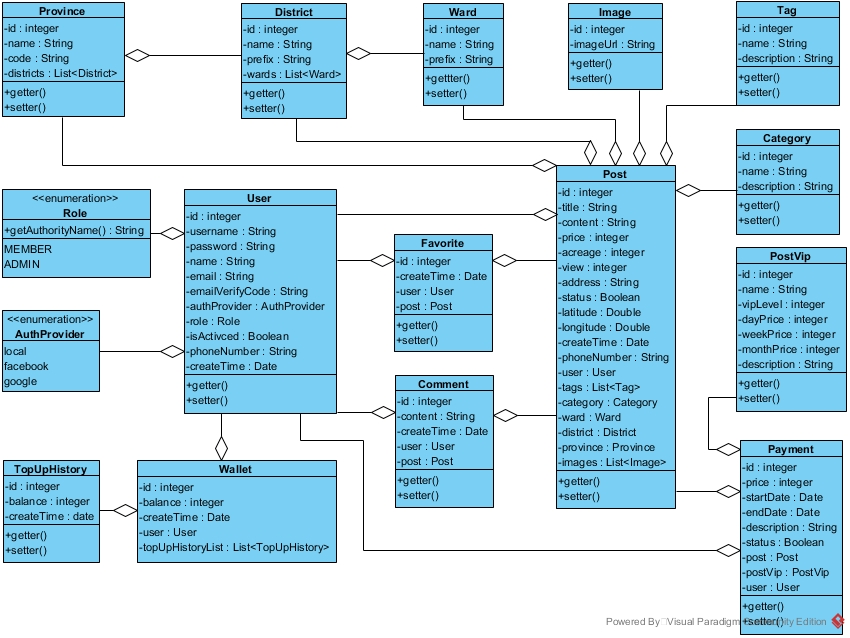 Province
-id : integer
-name : String
-code : String
-districts : List<District>
+getter()
+setter()
District
-id : integer
-name : String
-prefix : String
-wards : List<Ward>
+getter()
+setter()
Ward
-id : integer
-name : String
-prefix : String
+gettter()
+setter()
Image
-id : integer
-imageUrl : String
+getter()
+setter()
Tag
-id : integer
-name : String
-description : String
+getter()
+setter()
Category
-id : integer
-name : String
-description : String
+getter()
+setter()
<<enumeration>>
Role
+getAuthorityName() : String
MEMBER
ADMIN
<<enumeration>>
AuthProvider
local
facebook
google
User
-id : integer
-username : String
-password : String
-name : String
-email : String
-emailVerifyCode : String
-authProvider : AuthProvider
-role : Role
-isActivced : Boolean
-phoneNumber : String
-createTime : Date
+getter()
+setter()
Favorite
-id : integer
-createTime : Date
-user : User
-post : Post
+getter()
+setter()
Comment
-id : integer
-content : String
-createTime : Date
-user : User
-post : Post
+getter()
+setter()
Post
-id : integer
-title : String
-content : String
-price : integer
-acreage : integer
-view : integer
-address : String
-status : Boolean
-latitude : Double
-longitude : Double
-createTime : Date
-phoneNumber : String
-user : User
-tags : List<Tag>
-category : Category
-ward : Ward
-district : District
-province : Province
-images : List<Image>
+getter()
+setter()
PostVip
-id : integer
-name : String
-vipLevel : integer
-dayPrice : integer
-weekPrice : integer
-monthPrice : integer
-description : String
+getter()
+setter()
TopUpHistory
-id : integer
-balance : integer
-createTime : date
+getter()
+setter()
Wallet
-id : integer
-balance : integer
-createTime : Date
-user : User
-topUpHistoryList : List<TopUpHistory>
Payment
-id : integer
-price : integer
-startDate : Date
-endDate : Date
-description : String
-status : Boolean
-post : Post
-postVip : PostVip
-user : User
+getter()
+setter()
Powered By Visual Paradigm Community Edition